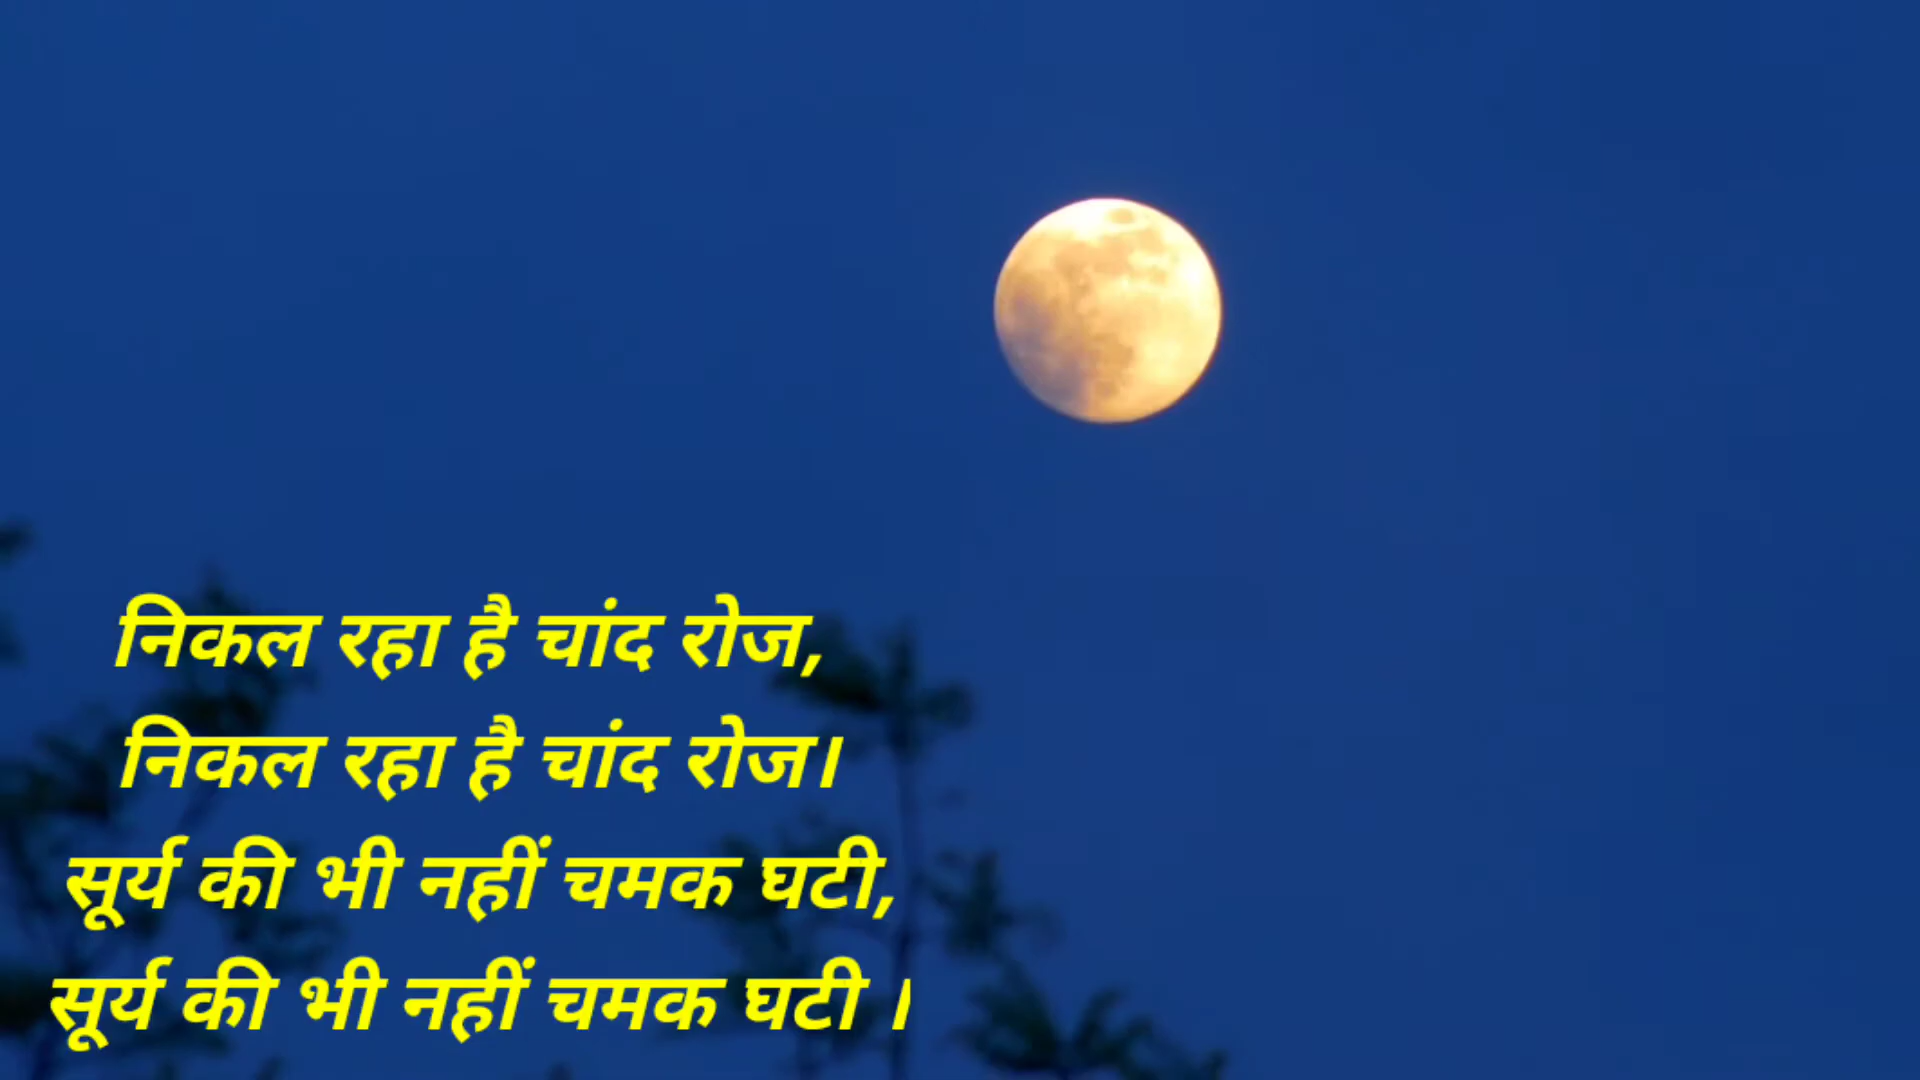 निकल रहा है चांद रोज,
निकल रहा है चांद रोज।
सूर्य की भी नहीं चमक घटी,
सूर्य की भी नहीं चमक घटी ।